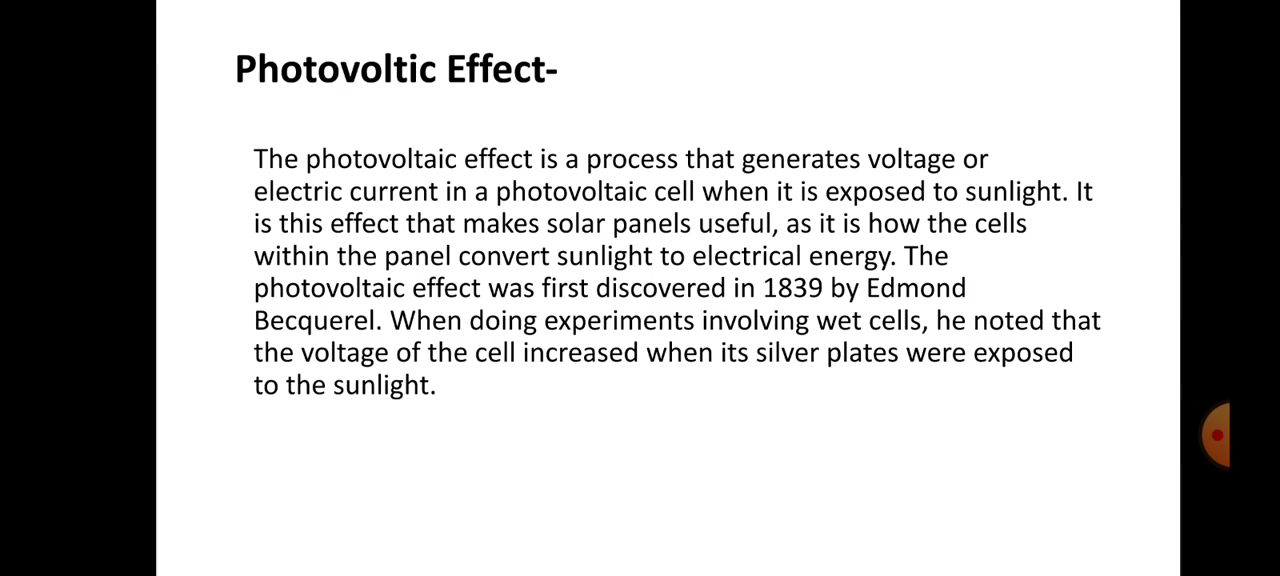 Photovoltic Effect-
The photovoltaic effect is a process that generates voltage or
electric current in a photovoltaic cell when it is exposed to sunlight. It
is this effect that makes solar panels useful, as it is how the cells
within the panel convert sunlight to electrical energy. The
photovoltaic effect was first discovered in 1839 by Edmond
Becquerel. When doing experiments involving wet cells, he noted that
the voltage of the cell increased when its silver plates were exposed
to the sunlight.